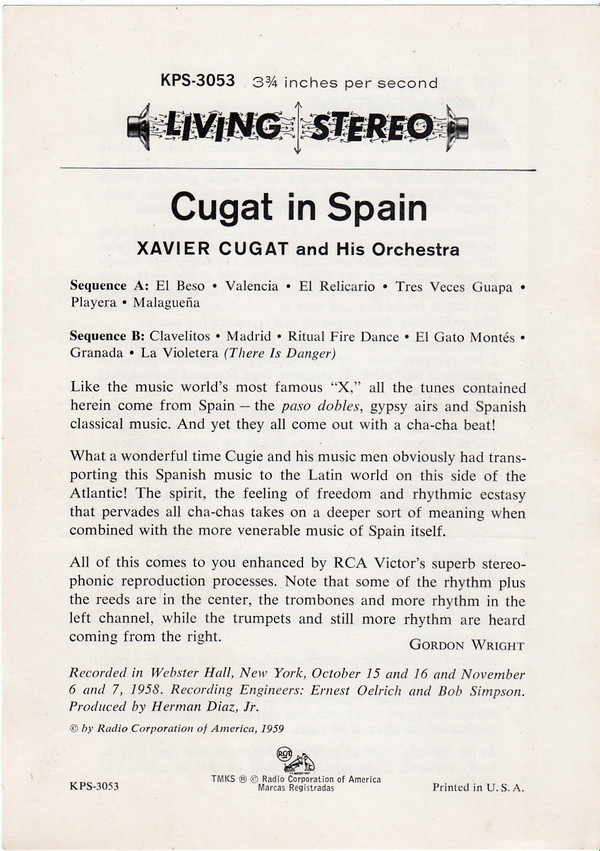 KPS-3053 3¾ inches per second
LIVING STEREO
Cugat in Spain
XAVIER CUGAT and His Orchestra
Sequence A: El Beso • Valencia • El Relicario • Tres Veces Guapa •
Playera • Malagueña
Sequence B: Clavelitos • Madrid • Ritual Fire Dance • El Gato Montés •
Granada • La Violetera (There Is Danger)
Like the music world's most famous “X,” all the tunes contained
herein come from Spain — the paso dobles, gypsy airs and Spanish
classical music. And yet they all come out with a cha-cha beat!
What a wonderful time Cugie and his music men obviously had trans-
porting this Spanish music to the Latin world on this side of the
Atlantic! The spirit, the feeling of freedom and rhythmic ecstasy
that pervades all cha-chas takes on a deeper sort of meaning when
combined with the more venerable music of Spain itself.
All of this comes to you enhanced by RCA Victor's superb stereo-
phonic reproduction processes. Note that some of the rhythm plus
the reeds are in the center, the trombones and more rhythm in the
left channel, while the trumpets and still more rhythm are heard
coming from the right.
GORDON WRIGHT
Recorded in Webster Hall, New York, October 15 and 16 and November
6 and 7, 1958. Recording Engineers: Ernest Oelrich and Bob Simpson.
Produced by Herman Diaz, Jr.
© by Radio Corporation of America, 1959
RCA
TMKS ® © Radio Corporation of America
Marcas Registradas
KPS-3053
Printed in U. S. A.